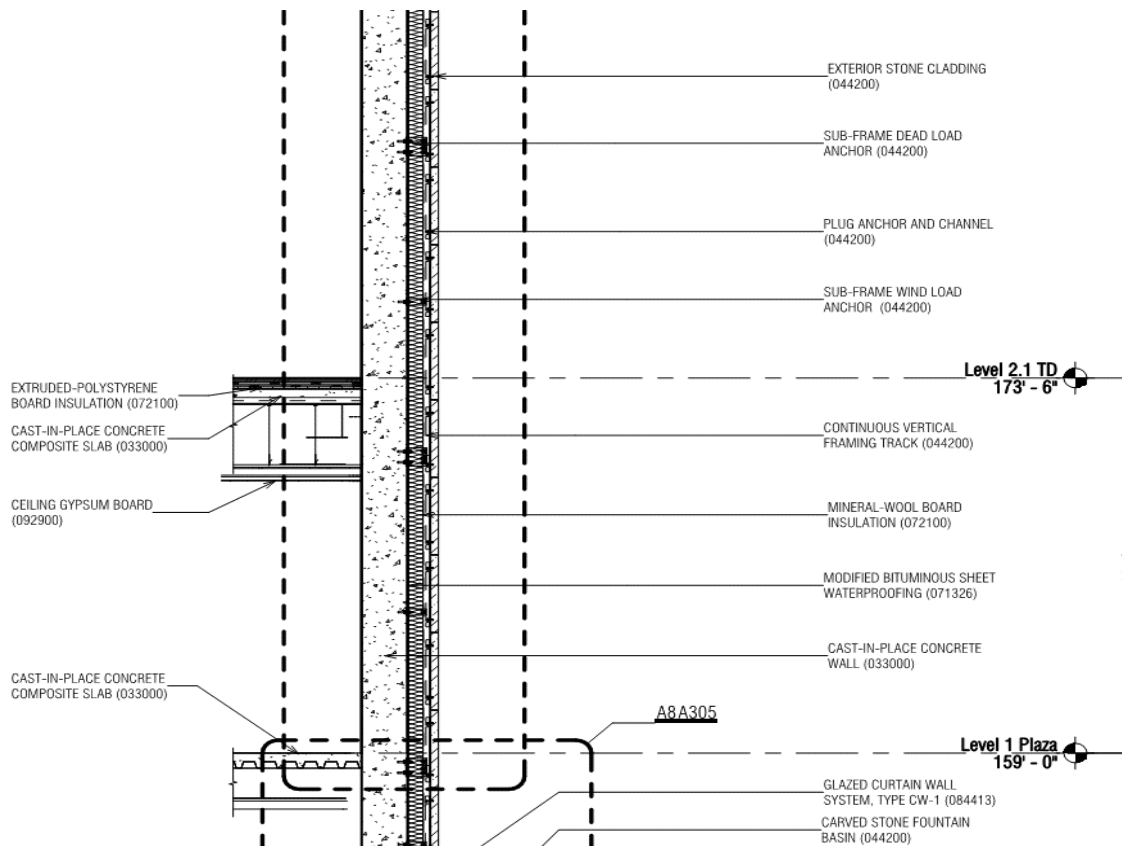 EXTERIOR STONE CLADDING
(044200)
SUB-FRAME DEAD LOAD
ANCHOR (044200)
PLUG ANCHOR AND CHANNEL
(044200)
SUB-FRAME WIND LOAD
ANCHOR (044200)
Level 2.1 TD
173' - 6"
EXTRUDED-POLYSTYRENE
BOARD INSULATION (072100)
CAST-IN-PLACE CONCRETE
COMPOSITE SLAB (033000)
CONTINUOUS VERTICAL
FRAMING TRACK (044200)
CEILING GYPSUM BOARD
(092900)
MINERAL-WOOL BOARD
INSULATION (072100)
MODIFIED BITUMINOUS SHEET
WATERPROOFING (071326)
CAST-IN-PLACE CONCRETE
WALL (033000)
CAST-IN-PLACE CONCRETE
COMPOSITE SLAB (033000)
A8 A305
Level 1 Plaza
159' - 0"
GLAZED CURTAIN WALL
SYSTEM, TYPE CW-1 (084413)
CARVED STONE FOUNTAIN
BASIN (044200)